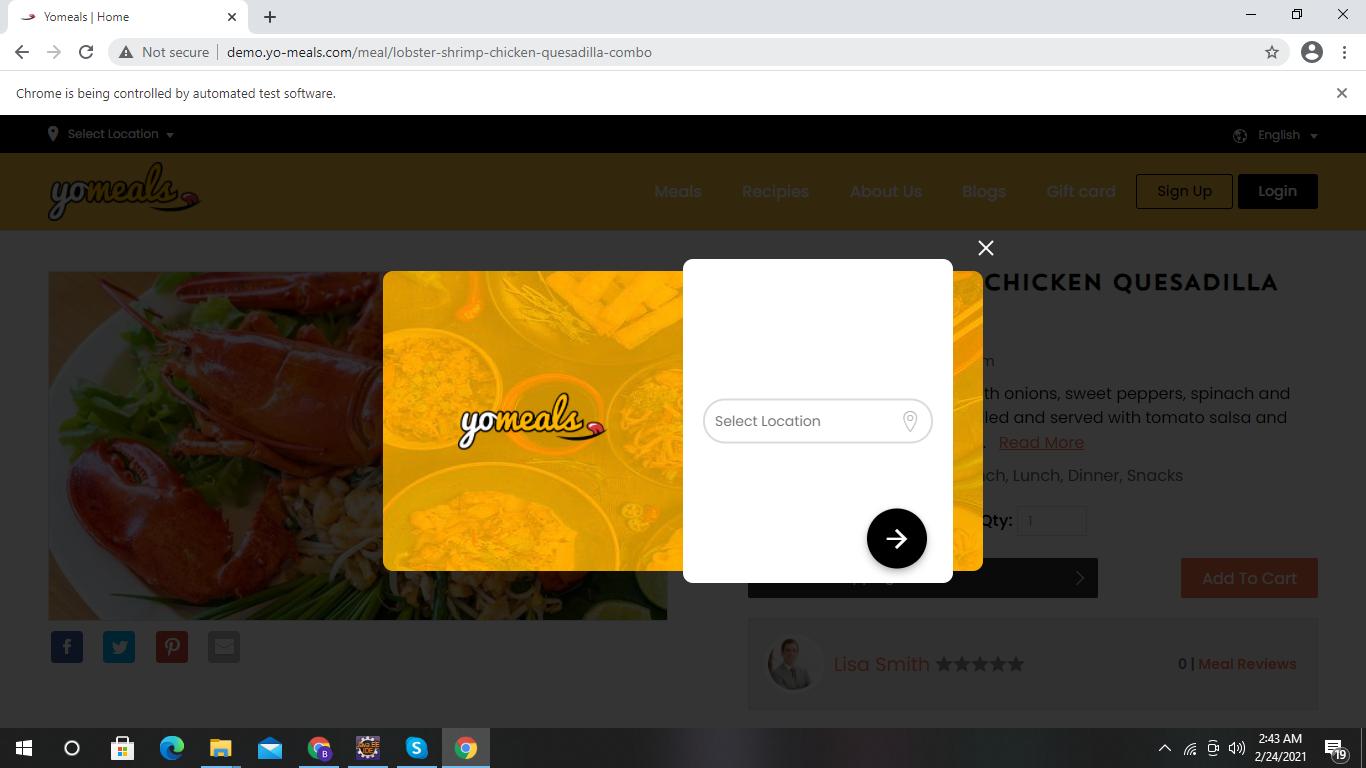 Yomeals | Home
Not secure
demo.yo-meals.com/meal/lobster-shrimp-chicken-quesadilla-combo
Chrome is being controlled by automated test software.
Select Location
English
yomeals
Meals
Recipies
About Us
Blogs
Gift card
Sign Up
Login
CHICKEN QUESADILLA
yomeals
Select Location
onions, sweet peppers, spinach and
and served with tomato salsa and
Read More
Lunch, Dinner, Snacks
Qty: 1
Add To Cart
Lisa Smith
0 | Meal Reviews
B
Java EE
IDE
2:43 AM
2/24/2021
19